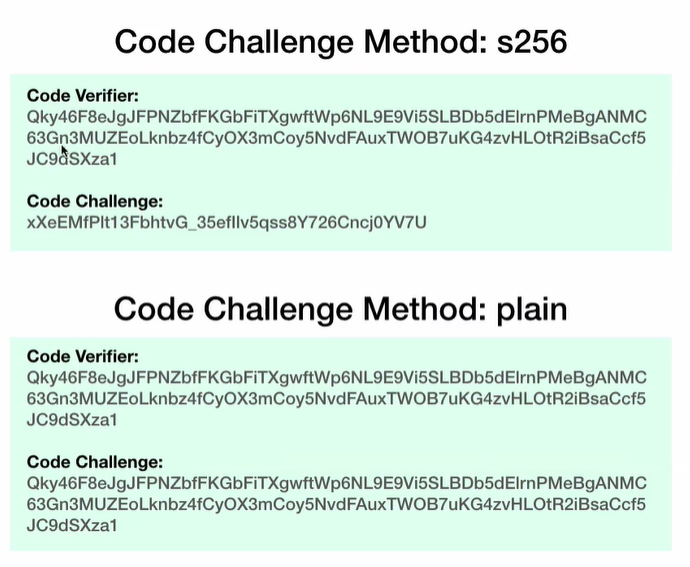 Code Challenge Method: s256
Code Verifier:
Qky46F8eJgJFPNZbfFKGbFiTXgwftWp6NL9E9Vi5SLBDb5dElrnPMeBgANMC
63Gn3MUZEoLknbz4fCyOX3mCoy5NvdFAuxTWOB7uKG4zvHLOtR2iBsaCcf5
JC9dSXza1
Code Challenge:
xXeEMfPlt13FbhtvG_35efIlv5qss8Y726Cncj0YV7U
Code Challenge Method: plain
Code Verifier:
Qky46F8eJgJFPNZbfFKGbFiTXgwftWp6NL9E9Vi5SLBDb5dElrnPMeBgANMC
63Gn3MUZEoLknbz4fCyOX3mCoy5NvdFAuxTWOB7uKG4zvHLOtR2iBsaCcf5
JC9dSXza1
Code Challenge:
Qky46F8eJgJFPNZbfFKGbFiTXgwftWp6NL9E9Vi5SLBDb5dElrnPMeBgANMC
63Gn3MUZEoLknbz4fCyOX3mCoy5NvdFAuxTWOB7uKG4zvHLOtR2iBsaCcf5
JC9dSXza1